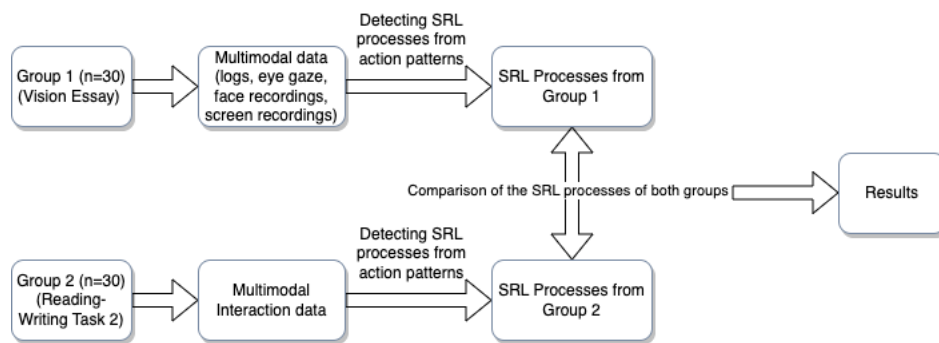 Detecting SRL
processes from
action patterns
Group 1 (n=30)
(Vision Essay)
Multimodal data
(logs, eye gaze,
face recordings,
screen recordings)
SRL Processes from
Group 1
Comparison of the SRL processes of both groups
Results
Detecting SRL
processes from
action patterns
Group 2 (n=30)
(Reading-
Writing Task 2)
Multimodal
Interaction data
SRL Processes from
Group 2